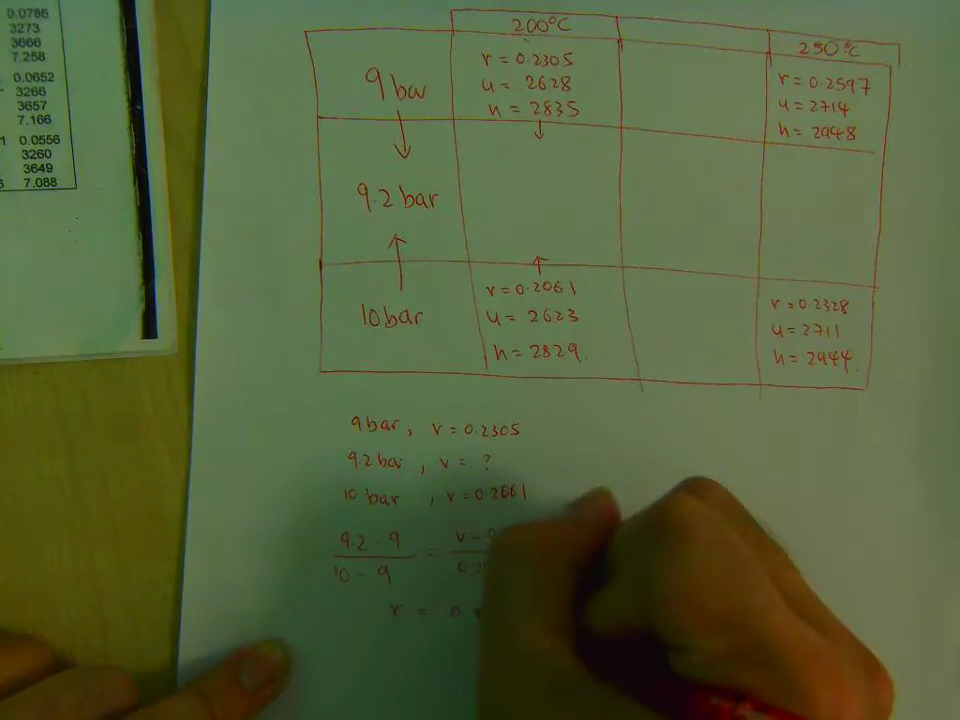 0.0786
3273
3666
7.258
0.0652
3266
3657
7.166
0.0556
3260
3649
7.088
200°C
250°C
9 bar
v = 0.2305
u = 2628
h = 2835
v = 0.2597
u = 2714
h = 2948
9.2 bar
10 bar
v = 0.2061
u = 2623
h = 2829.
v = 0.2328
u = 2711
h = 2944.
9 bar, v = 0.2305
9.2 bar, v = ?
10 bar, v = 0.2061
9.2 - 9 = v -
10 - 9
v = 0.